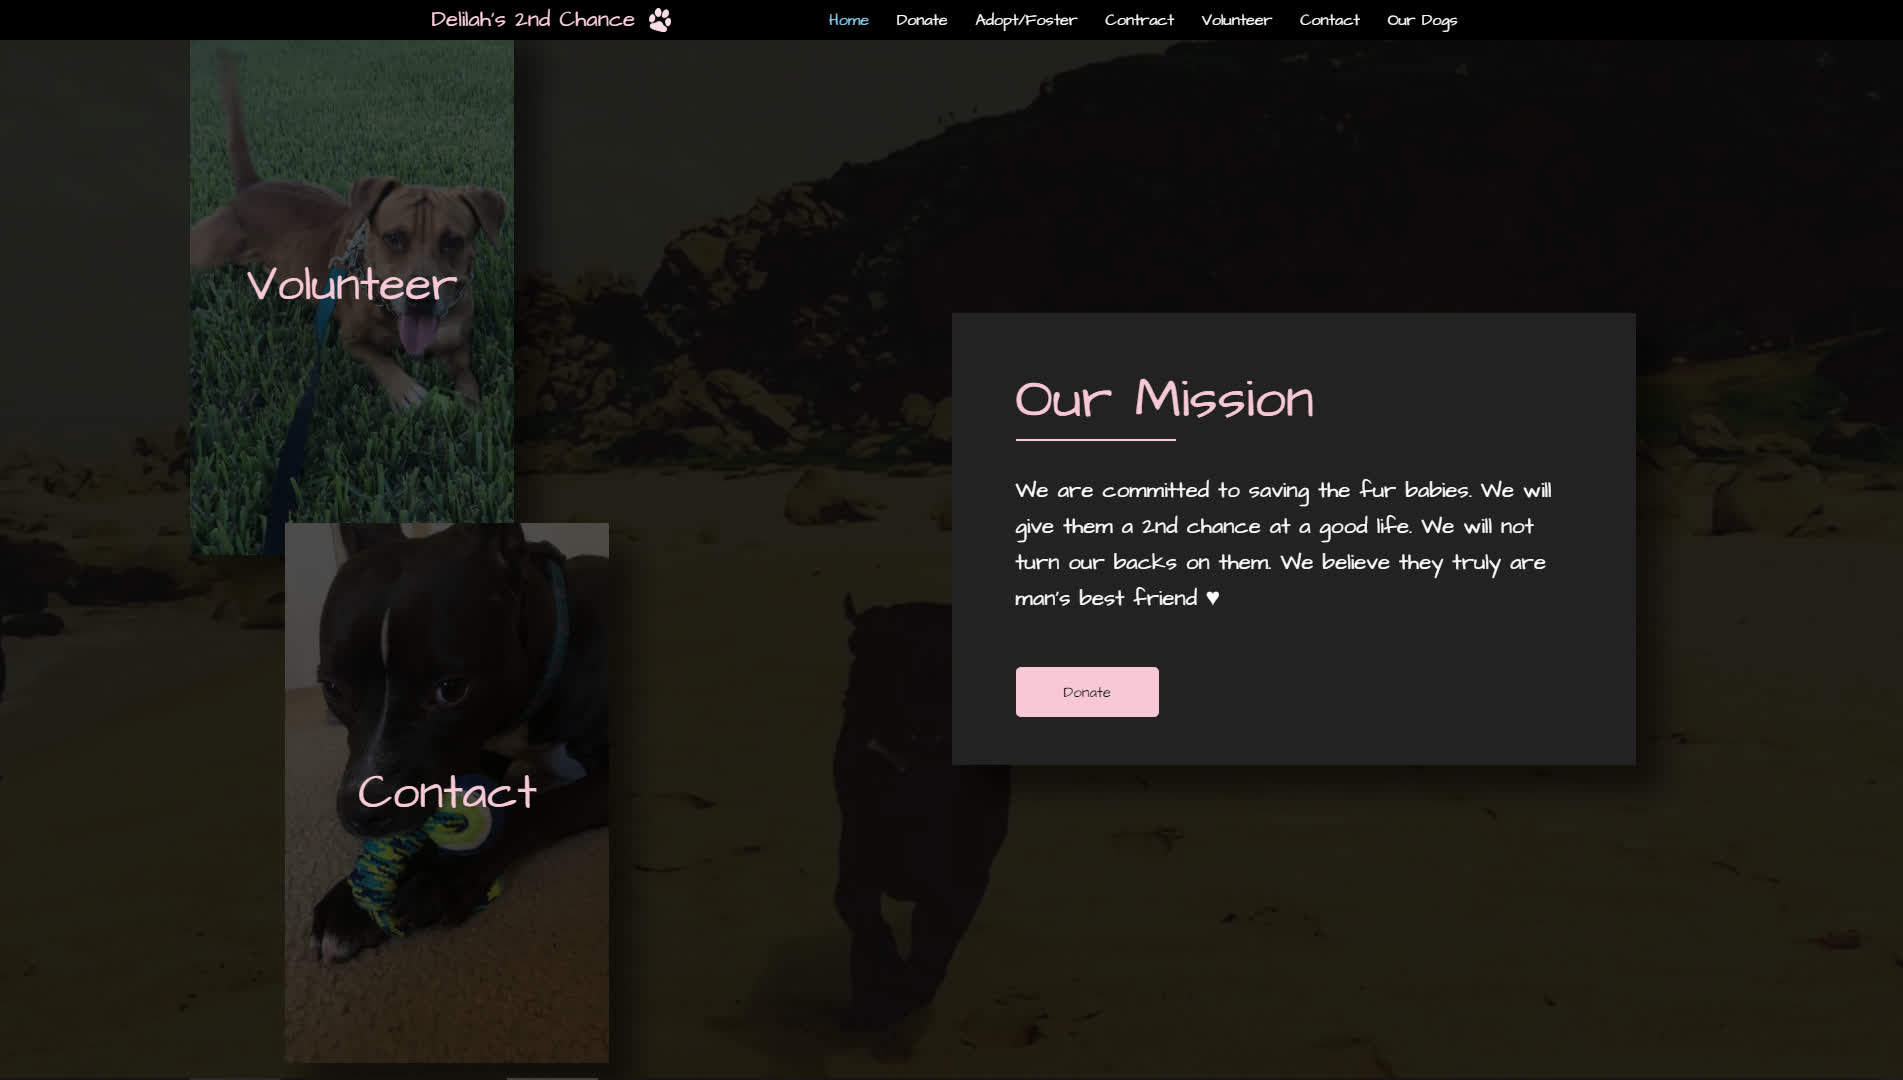 Delilah's 2nd Chance
Home Donate Adopt/Foster Contract Volunteer Contact Our Dogs
Volunteer
Contact
Our Mission
We are committed to saving the fur babies. We will
give them a 2nd chance at a good life. We will not
turn our backs on them. We believe they truly are
man's best friend ♥
Donate